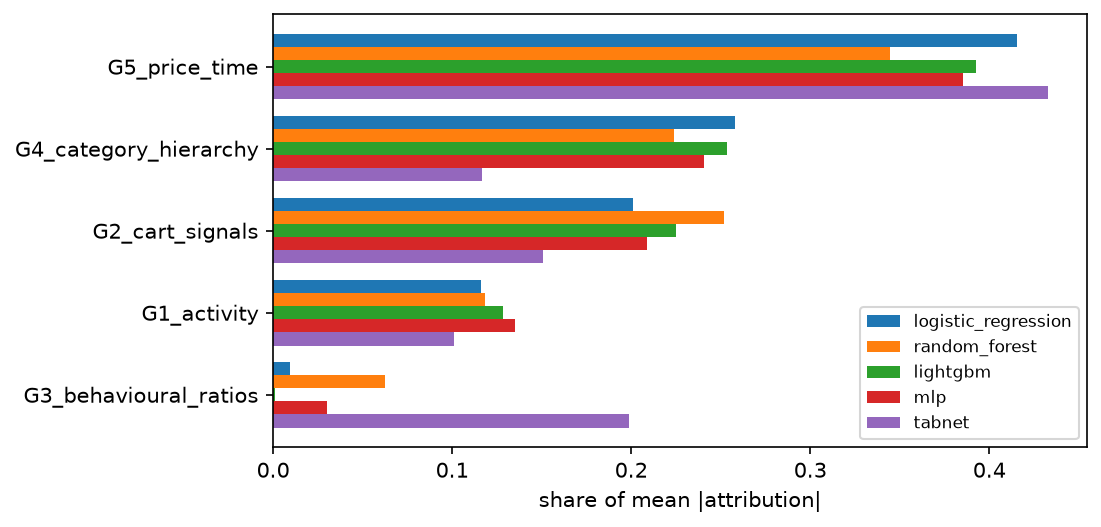 G5_price_time
G4_category_hierarchy
G2_cart_signals
G1_activity
G3_behavioural_ratios
logistic_regression
random_forest
lightgbm
mlp
tabnet
0.0 0.1 0.2 0.3 0.4
share of mean |attribution|